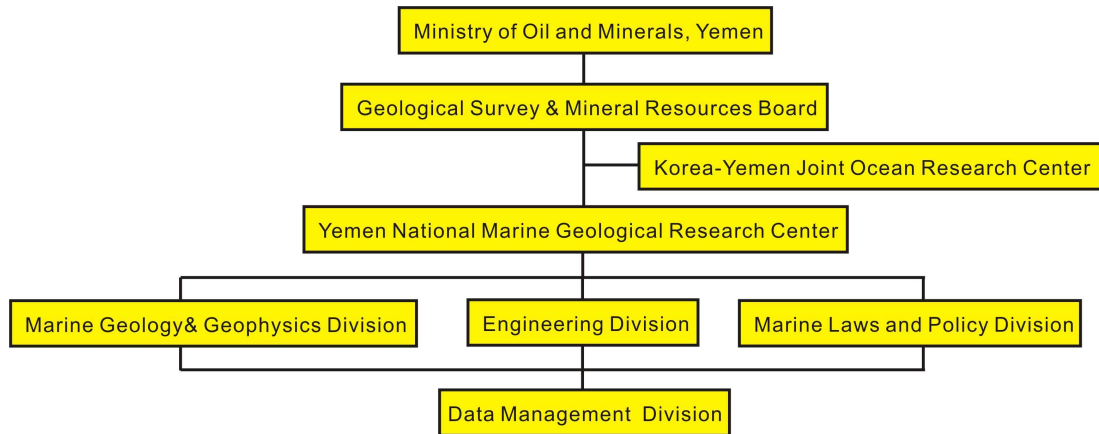 Ministry of Oil and Minerals, Yemen
Geological Survey & Mineral Resources Board
Korea-Yemen Joint Ocean Research Center
Yemen National Marine Geological Research Center
Marine Geology& Geophysics Division
Engineering Division
Marine Laws and Policy Division
Data Management Division